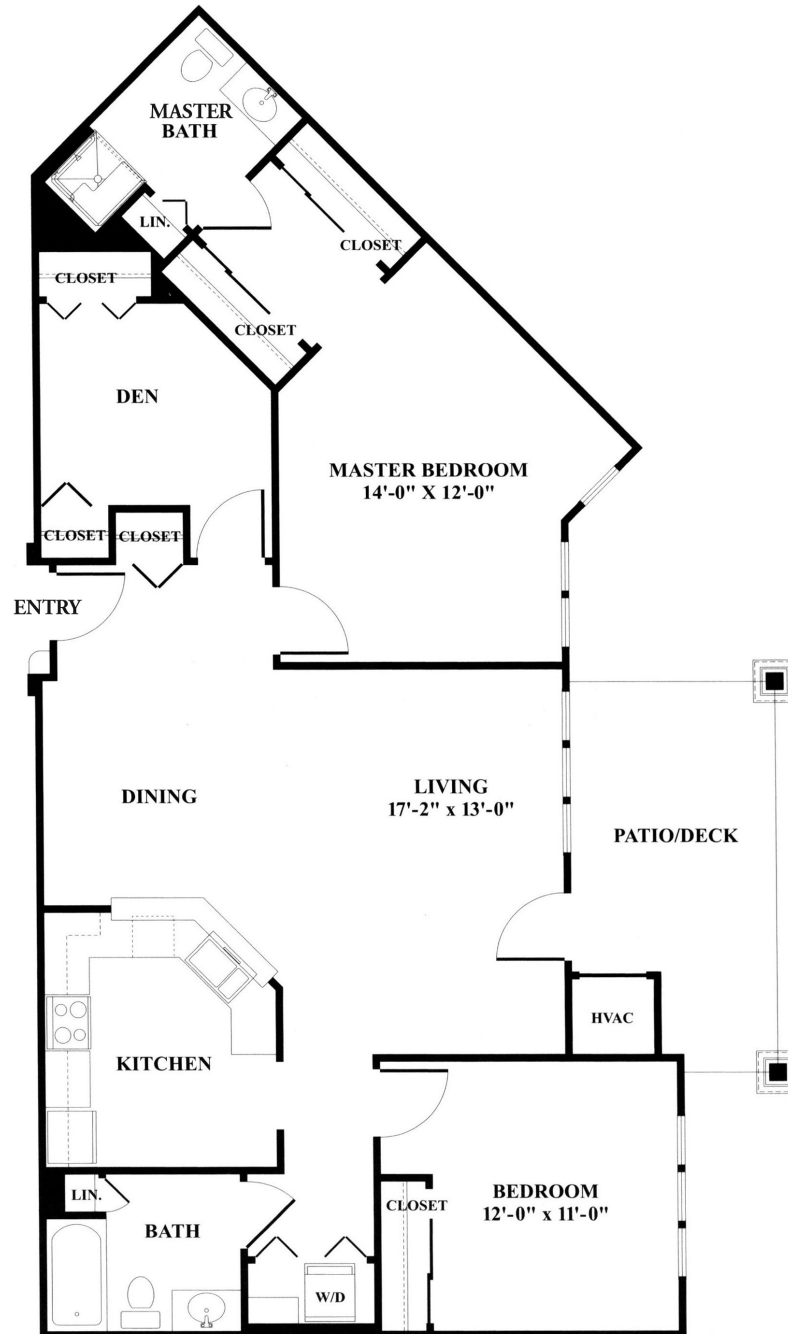 MASTER
BATH
LIN.
CLOSET
CLOSET
CLOSET
DEN
MASTER BEDROOM
14'-0" X 12'-0"
CLOSET
CLOSET
ENTRY
DINING
LIVING
17'-2" x 13'-0"
PATIO/DECK
HVAC
KITCHEN
LIN.
BATH
CLOSET
BEDROOM
12'-0" x 11'-0"
W/D